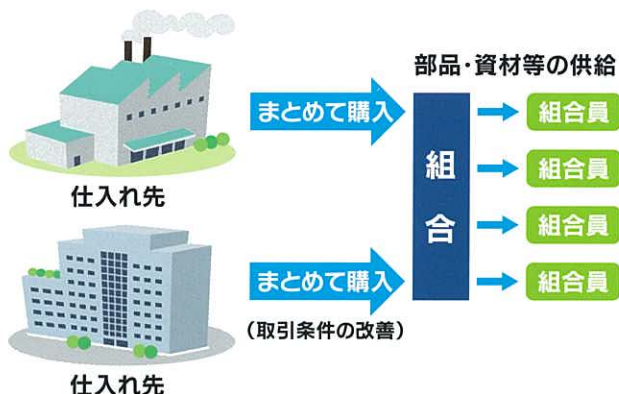 部品・資材等の供給
まとめて購入
組合
組合員
組合員
組合員
組合員
仕入れ先
まとめて購入
(取引条件の改善)
仕入れ先